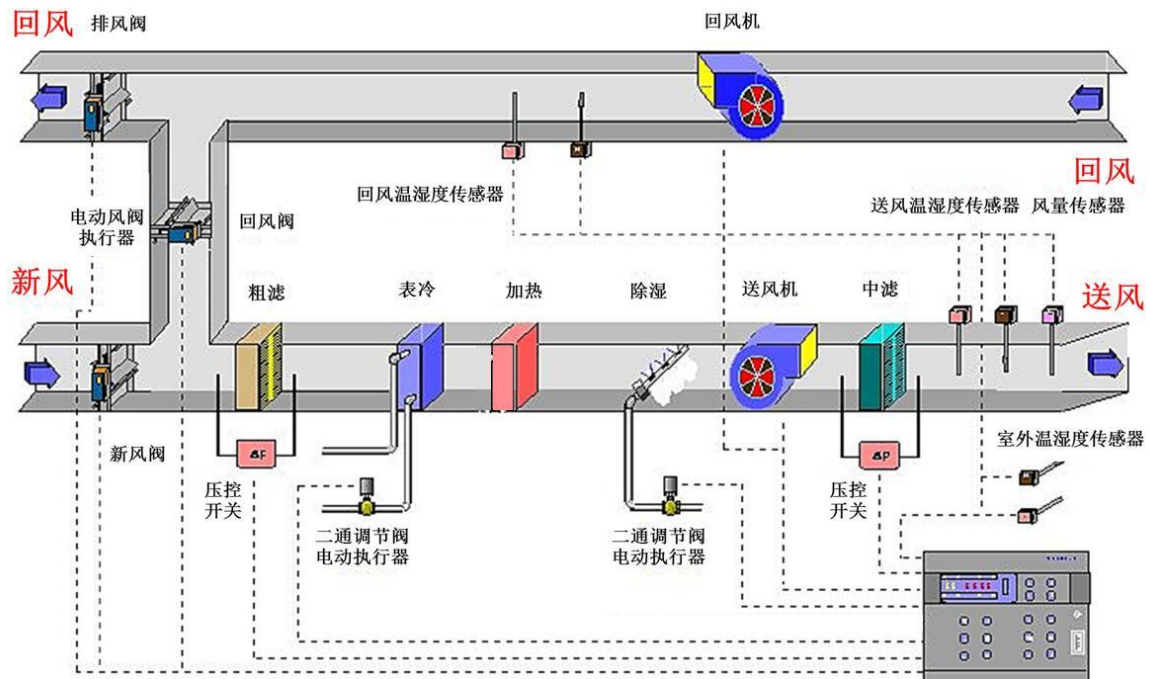 回风
排风阀
回风机
回风
回风温湿度传感器
送风温湿度传感器
风量传感器
电动风阀
执行器
回风阀
新风
粗滤
表冷
加热
除湿
送风机
中滤
送风
新风阀
ΔP
压控
开关
二通调节阀
电动执行器
二通调节阀
电动执行器
ΔP
压控
开关
室外温湿度传感器